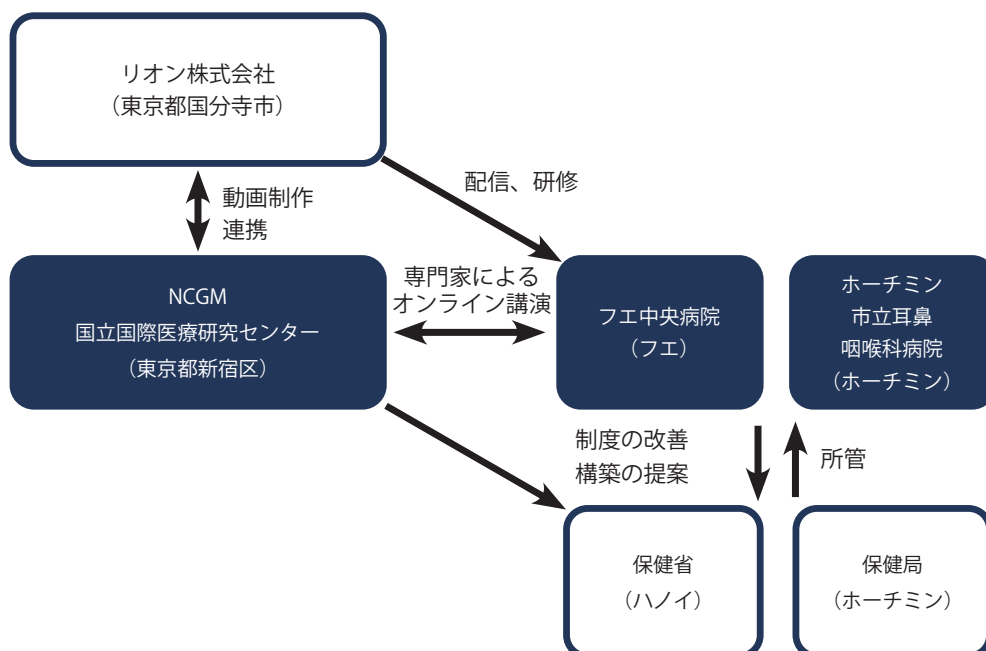 リオン株式会社
（東京都国分寺市）
動画制作
連携
配信、研修
NCGM
国立国際医療研究センター
（東京都新宿区）
専門家による
オンライン講演
フエ中央病院
（フエ）
ホーチミン
市立耳鼻
咽喉科病院
（ホーチミン）
制度の改善
構築の提案
所管
保健省
（ハノイ）
保健局
（ホーチミン）